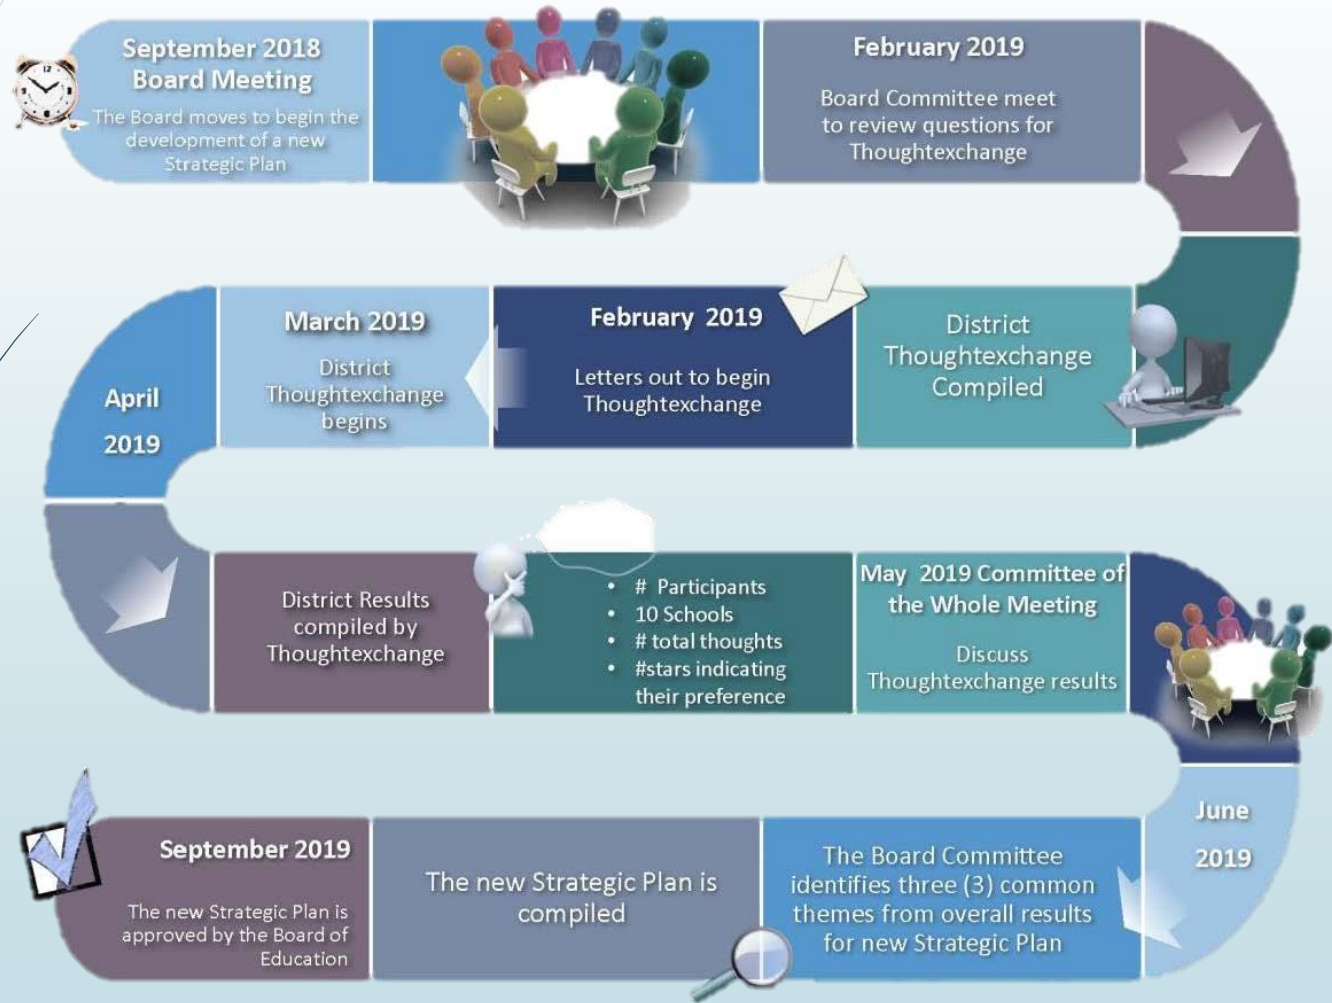 September 2018
Board Meeting
The Board moves to begin the
development of a new
Strategic Plan
February 2019
Board Committee meet
to review questions for
Thoughtexchange
District
Thoughtexchange
Compiled
February 2019
Letters out to begin
Thoughtexchange
March 2019
District
Thoughtexchange
begins
April
2019
District Results
compiled by
Thoughtexchange
• # Participants
• 10 Schools
• # total thoughts
• #stars indicating
their preference
May 2019 Committee of
the Whole Meeting
Discuss
Thoughtexchange results
June
2019
The Board Committee
identifies three (3) common
themes from overall results
for new Strategic Plan
The new Strategic Plan is
compiled
September 2019
The new Strategic Plan is
approved by the Board of
Education